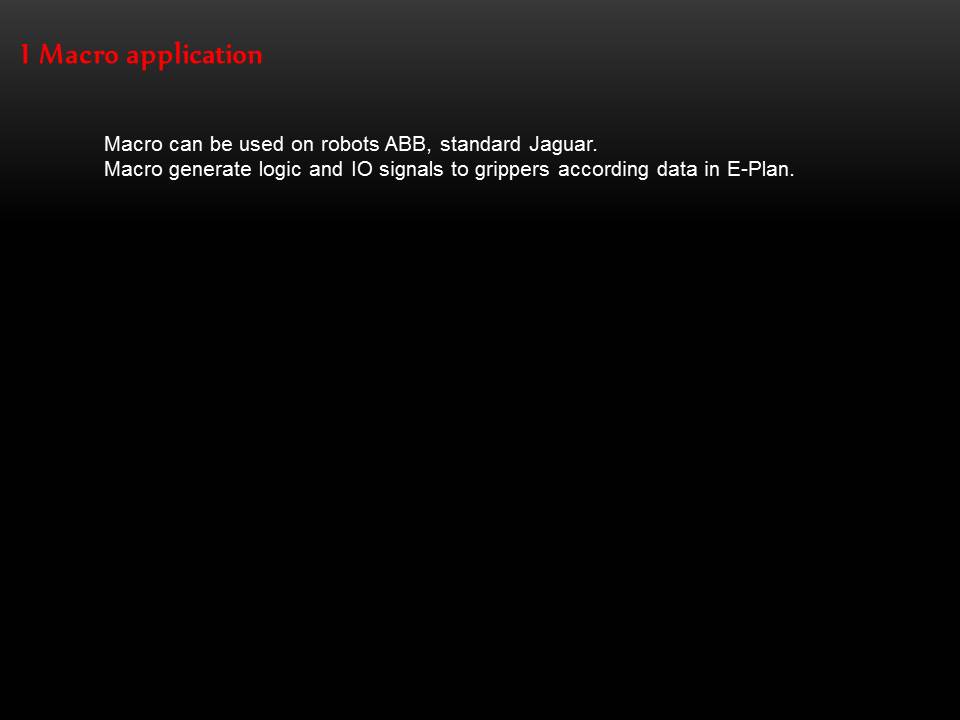 1 Macro application
Macro can be used on robots ABB, standard Jaguar.
Macro generate logic and IO signals to grippers according data in E-Plan.